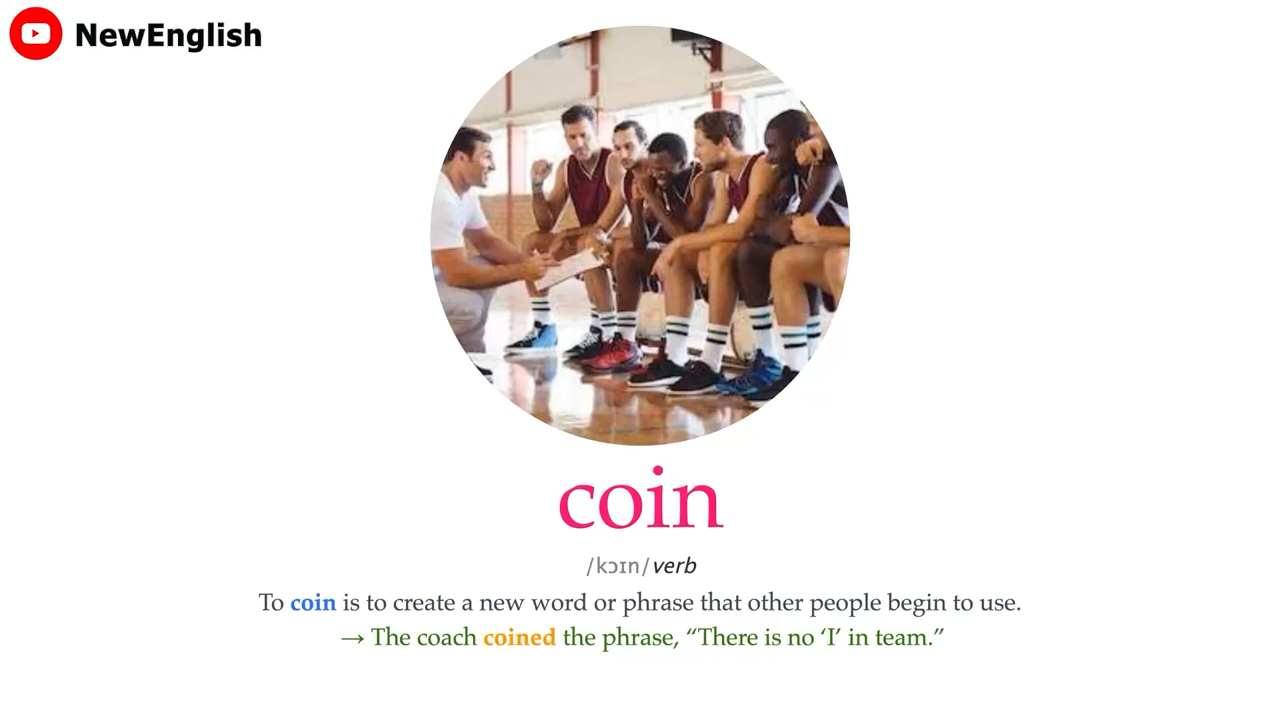 NewEnglish
coin
/kɔɪn/ verb
To coin is to create a new word or phrase that other people begin to use.
→ The coach coined the phrase, “There is no ‘I’ in team.”